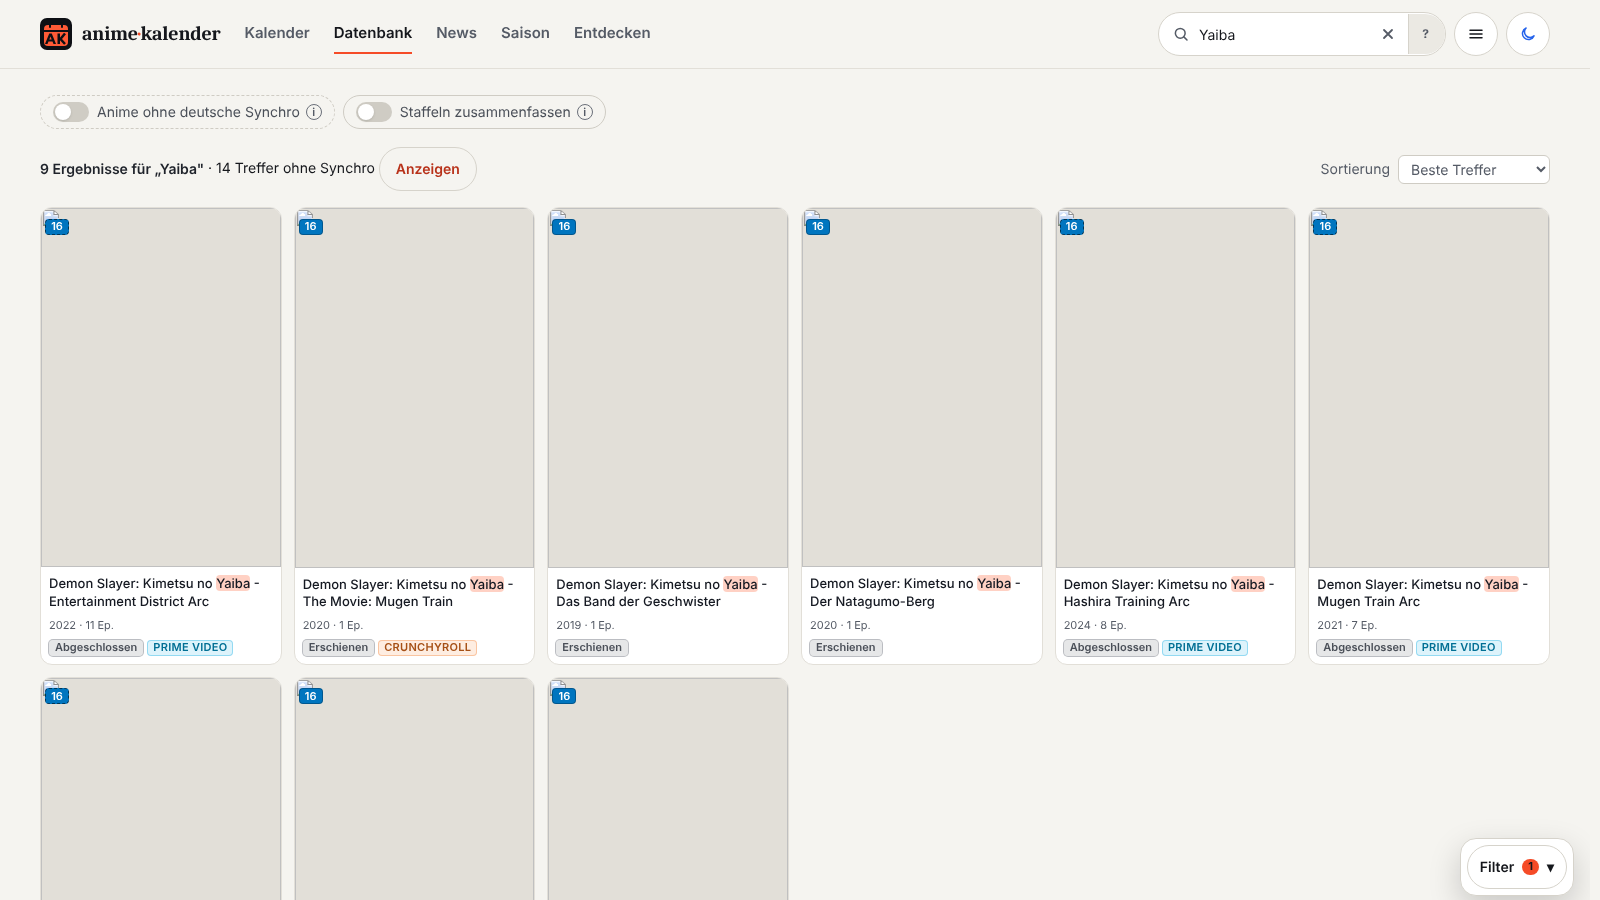 AK anime·kalender Kalender Datenbank News Saison Entdecken Yaiba ✕ ?
Anime ohne deutsche Synchro ⓘ Staffeln zusammenfassen ⓘ
9 Ergebnisse für „Yaiba" · 14 Treffer ohne Synchro Anzeigen Sortierung Beste Treffer
16 16 16 16 16 16
Demon Slayer: Kimetsu no Yaiba -
Entertainment District Arc
2022 · 11 Ep.
Abgeschlossen PRIME VIDEO
Demon Slayer: Kimetsu no Yaiba -
The Movie: Mugen Train
2020 · 1 Ep.
Erschienen CRUNCHYROLL
Demon Slayer: Kimetsu no Yaiba -
Das Band der Geschwister
2019 · 1 Ep.
Erschienen
Demon Slayer: Kimetsu no Yaiba -
Der Natagumo-Berg
2020 · 1 Ep.
Erschienen
Demon Slayer: Kimetsu no Yaiba -
Hashira Training Arc
2024 · 8 Ep.
Abgeschlossen PRIME VIDEO
Demon Slayer: Kimetsu no Yaiba -
Mugen Train Arc
2021 · 7 Ep.
Abgeschlossen PRIME VIDEO
16 16 16
Filter 1 ▼